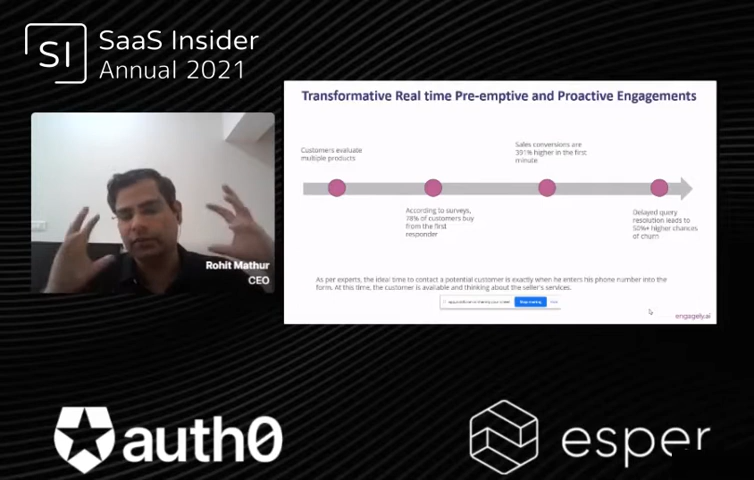 SI
SaaS Insider
Annual 2021
Transformative Real time Pre-emptive and Proactive Engagements
Customers evaluate
multiple products
Sales conversions are
391% higher in the first
minute
According to surveys,
78% of customers buy
from the first
responder
Delayed query
resolution leads to
50%+ higher chances
of churn
As per experts, the ideal time to contact a potential customer is exactly when he enters his phone number into the
form. At this time, the customer is available and thinking about the seller's services.
Stop sharing
engagely.ai
Rohit Mathur
CEO
auth0
esper